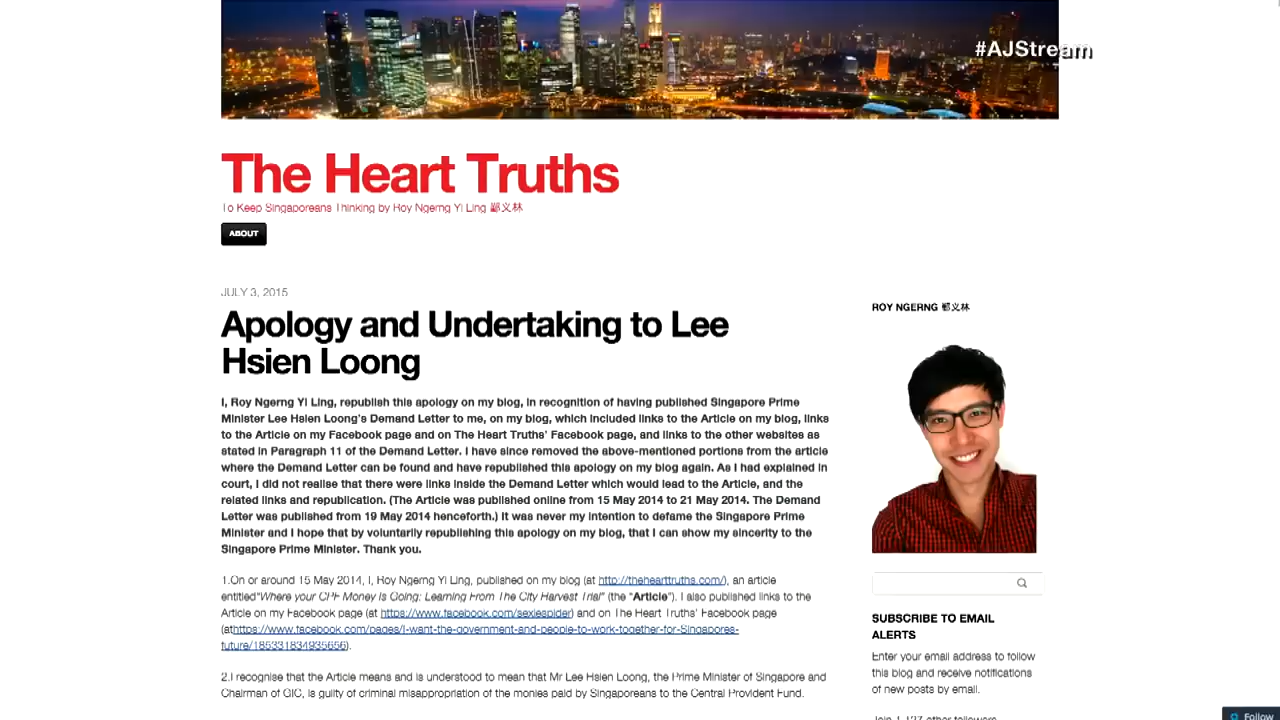 #AJStream
The Heart Truths
To Keep Singaporeans Thinking by Roy Ngerng Yi Ling 鄞义林
ABOUT
JULY 3, 2015
Apology and Undertaking to Lee
Hsien Loong
I, Roy Ngerng Yi Ling, republish this apology on my blog, in recognition of having published Singapore Prime
Minister Lee Hsien Loong's Demand Letter to me, on my blog, which included links to the Article on my blog, links
to the Article on my Facebook page and on The Heart Truths' Facebook page, and links to the other websites as
stated in Paragraph 11 of the Demand Letter. I have since removed the above-mentioned portions from the article
where the Demand Letter can be found and have republished this apology on my blog again. As I had explained in
court, I did not realise that there were links inside the Demand Letter which would lead to the Article, and the
related links and republication. (The Article was published online from 15 May 2014 to 21 May 2014. The Demand
Letter was published from 19 May 2014 henceforth.) It was never my intention to defame the Singapore Prime
Minister and I hope that by voluntarily republishing this apology on my blog, that I can show my sincerity to the
Singapore Prime Minister. Thank you.
1.On or around 15 May 2014, I, Roy Ngerng Yi Ling, published on my blog (at http://thehearttruths.com/), an article
entitled"Where your CPF Money Is Going: Learning From The City Harvest Trial" (the "Article"). I also published links to the
Article on my Facebook page (at https://www.facebook.com/sexiespider) and on The Heart Truths' Facebook page
(athttps://www.facebook.com/pages/I-want-the-government-and-people-to-work-together-for-Singapores-
future/185331834935656).
2.I recognise that the Article means and is understood to mean that Mr Lee Hsien Loong, the Prime Minister of Singapore and
Chairman of GIC, is guilty of criminal misappropriation of the monies paid by Singaporeans to the Central Provident Fund.
ROY NGERNG 鄞义林
SUBSCRIBE TO EMAIL
ALERTS
Enter your email address to follow
this blog and receive notifications
of new posts by email.
Join 1,127 other followers
Follow